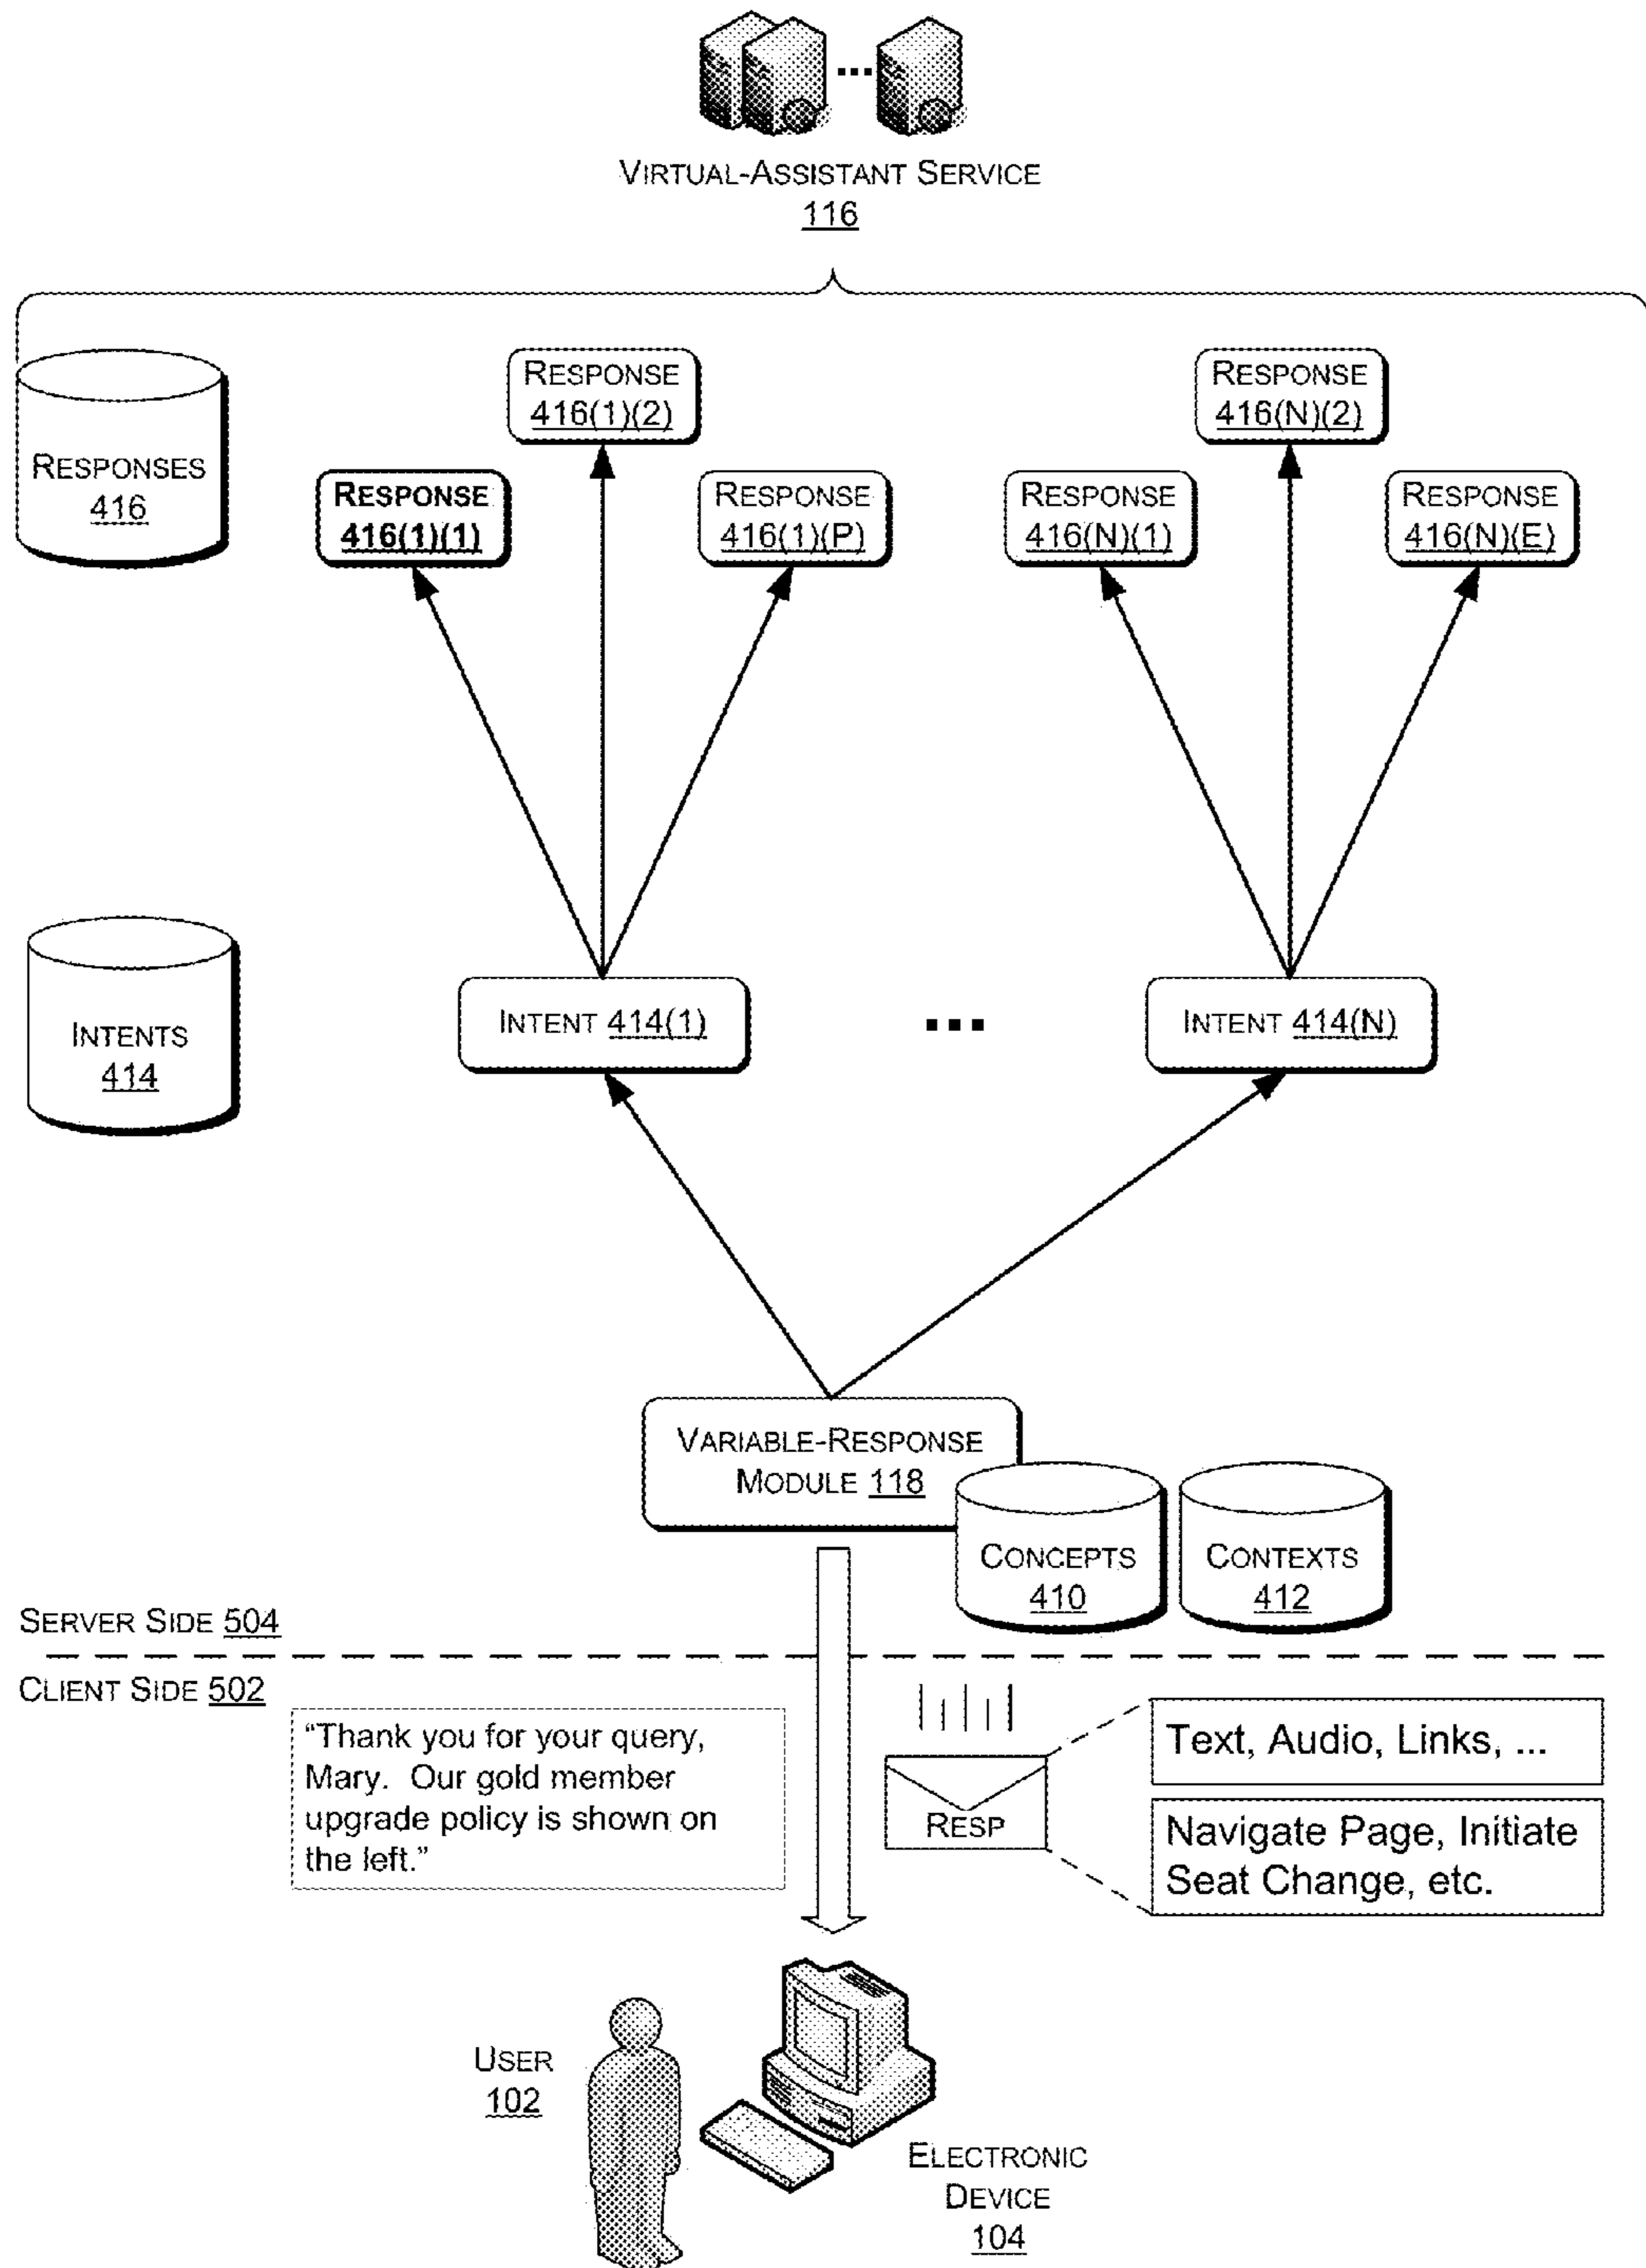 VIRTUAL-ASSISTANT SERVICE
116
RESPONSES
416
RESPONSE
416(1)(1)
RESPONSE
416(1)(2)
RESPONSE
416(1)(P)
RESPONSE
416(N)(1)
RESPONSE
416(N)(2)
RESPONSE
416(N)(E)
INTENTS
414
INTENT 414(1)
...
INTENT 414(N)
VARIABLE-RESPONSE
MODULE 118
CONCEPTS
410
CONTEXTS
412
SERVER SIDE 504
CLIENT SIDE 502
“Thank you for your query,
Mary.  Our gold member
upgrade policy is shown on
the left.”
RESP
Text, Audio, Links, ...
Navigate Page, Initiate
Seat Change, etc.
USER
102
ELECTRONIC
DEVICE
104